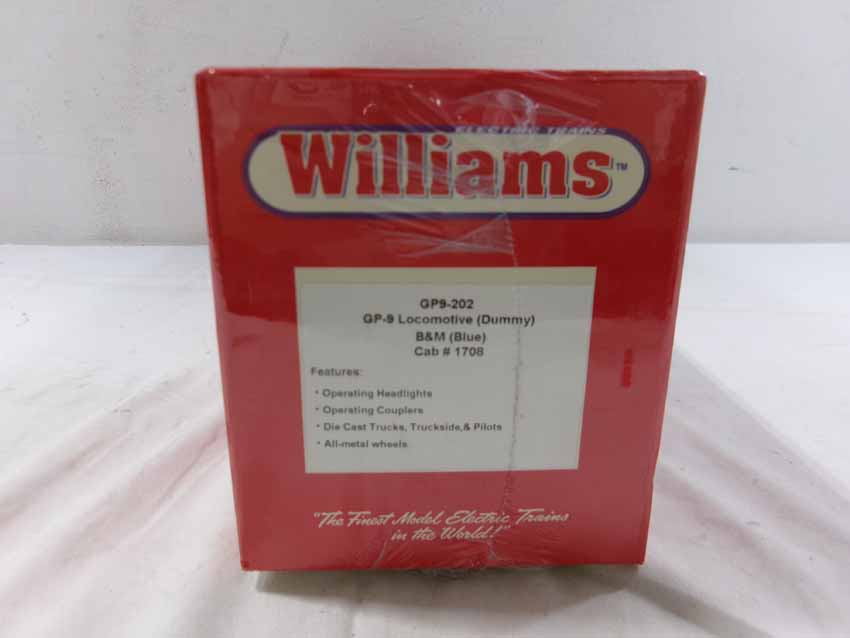 ELECTRIC TRAINS
Williams™
GP9-202
GP-9 Locomotive (Dummy)
B&M (Blue)
Cab # 1708
Features:
• Operating Headlights
• Operating Couplers
• Die Cast Trucks, Truckside,& Pilots
• All-metal wheels
"The Finest Model Electric Trains
in the World!"